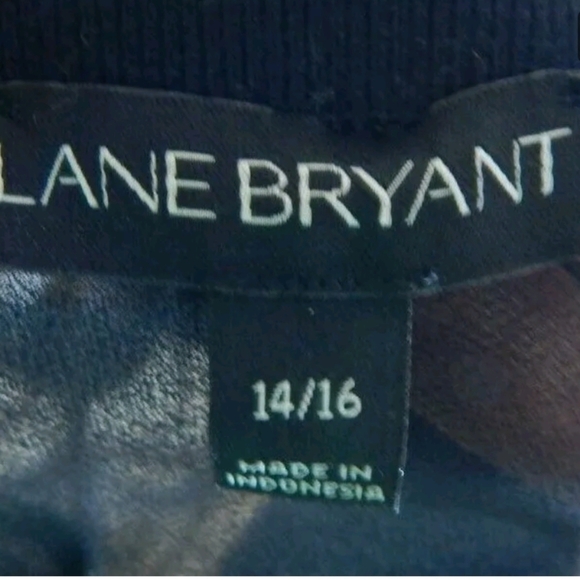 LANE BRYANT
14/16
MADE IN
INDONESIA